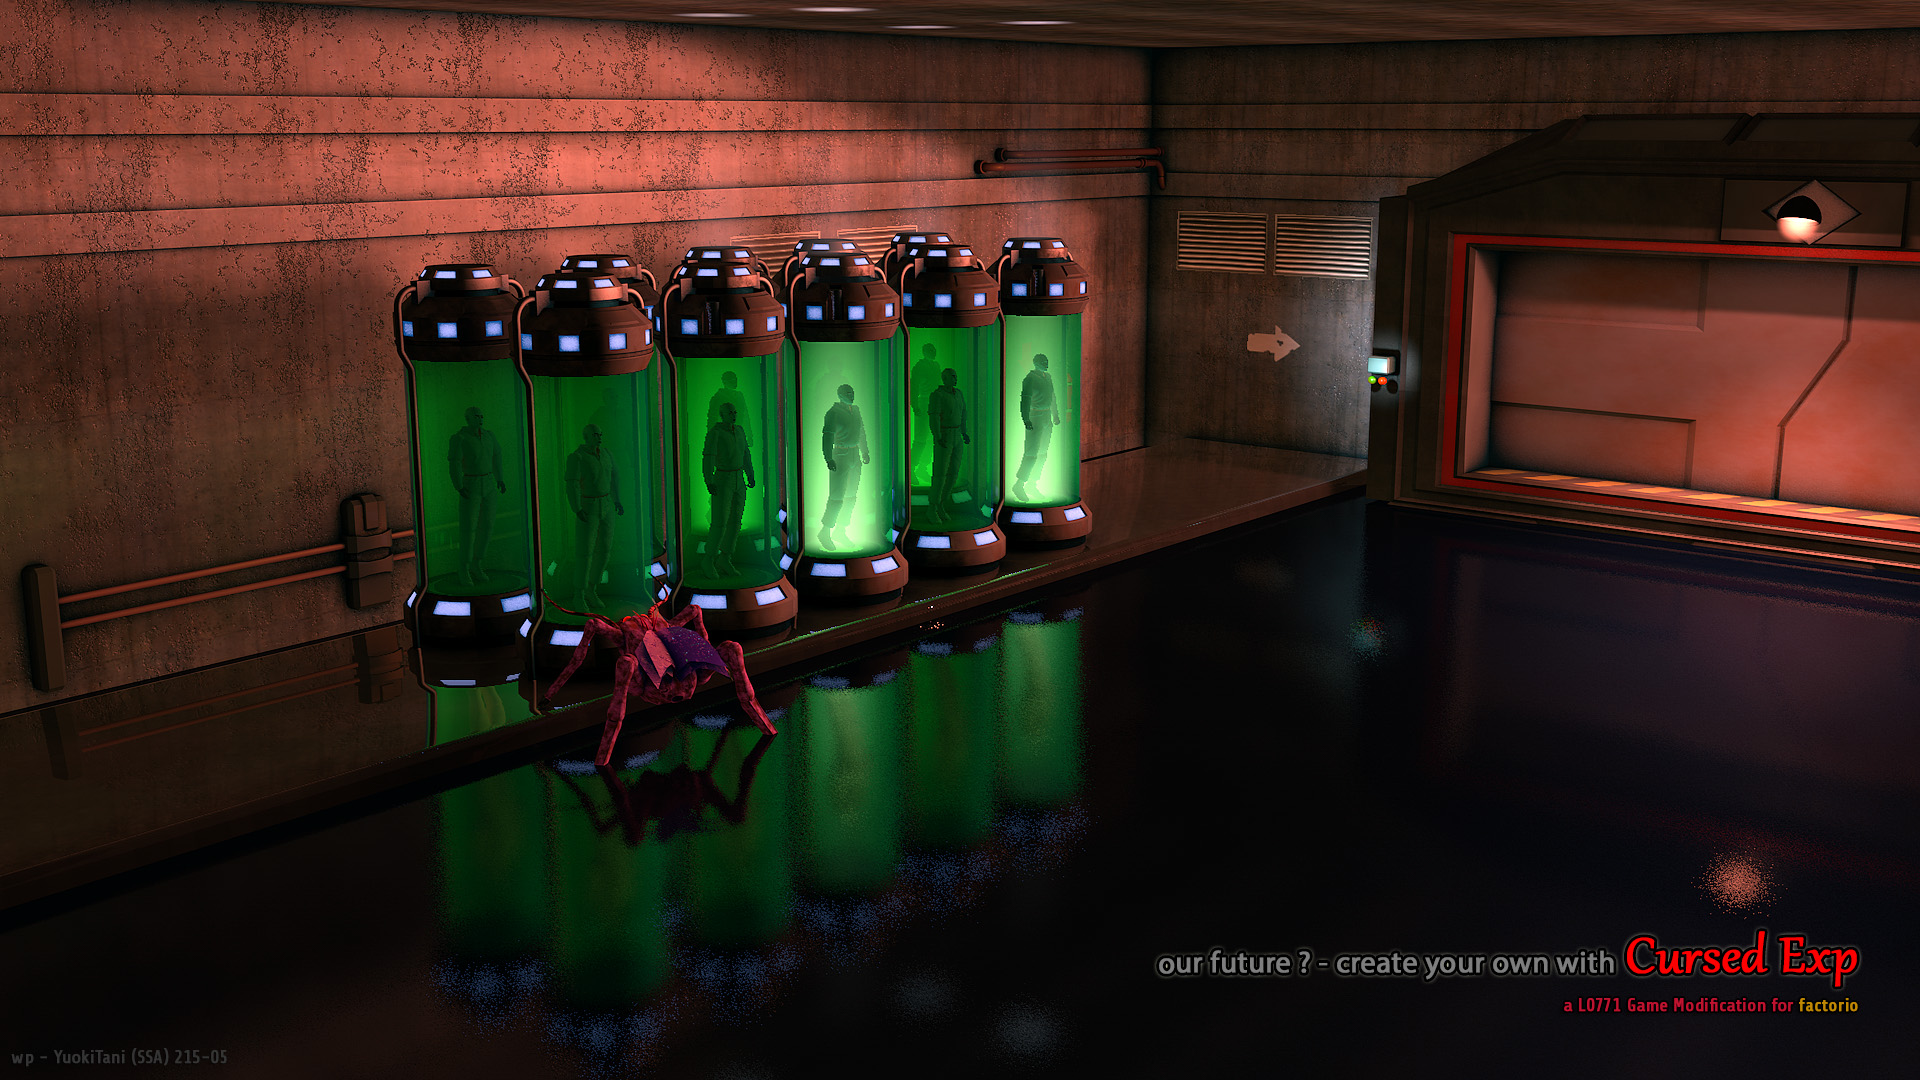 our future ? - create your own with Cursed Exp
a L0771 Game Modification for factorio
wp - YuokiTani (SSA) 215-05